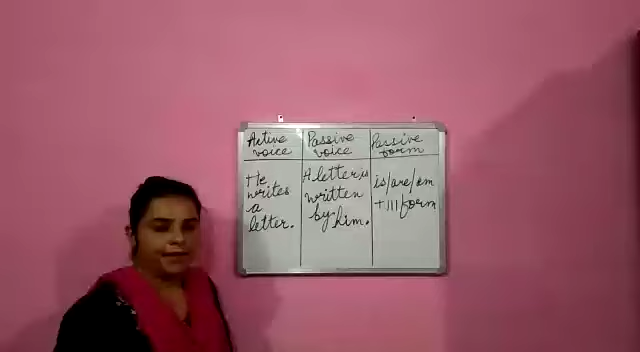 Active
voice
He
writes
a
letter.
Passive
voice
A letter is
written
by him.
Passive
form
is/are/am
+ III/form